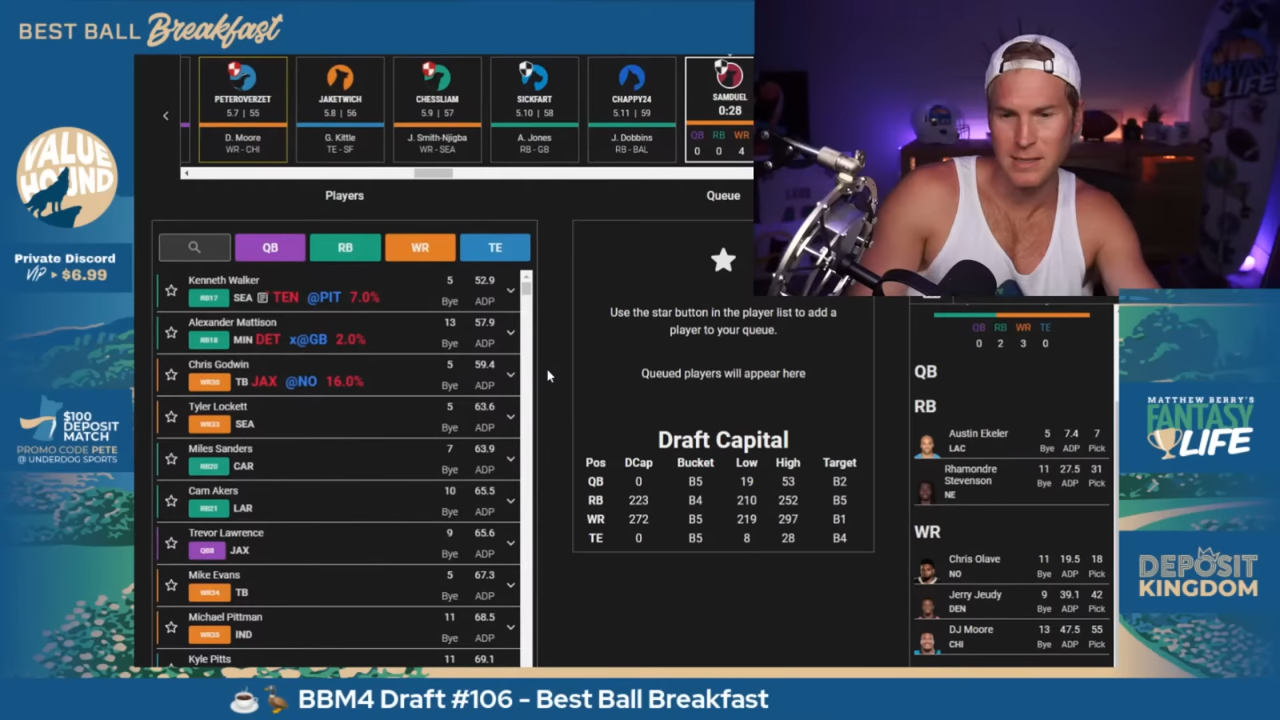 BEST BALL Breakfast
PETEROVERZET
5.7 | 55
D. Moore
WR - CHI
JAKETWICH
5.8 | 56
G. Kittle
TE - SF
CHESSLIAM
5.9 | 57
J. Smith-Njigba
WR - SEA
SICKFART
5.10 | 58
A. Jones
RB - GB
CHAPPY24
5.11 | 59
J. Dobbins
RB - BAL
SAMDUEL
0:28
QB RB WR
0 0 4
VALUE
HOUND
Private Discord
VIP ▸ $6.99
$100
DEPOSIT
MATCH
PROMO CODE PETE
@ UNDERDOG SPORTS
Players
QB RB WR TE
Kenneth Walker 5 52.9
RB17 SEA TEN @PIT 7.0% Bye ADP
Alexander Mattison 13 57.9
RB18 MIN DET x@GB 2.0% Bye ADP
Chris Godwin 5 59.4
WR30 TB JAX @NO 16.0% Bye ADP
Tyler Lockett 5 63.6
WR33 SEA Bye ADP
Miles Sanders 7 63.9
RB20 CAR Bye ADP
Cam Akers 10 65.5
RB21 LAR Bye ADP
Trevor Lawrence 9 65.6
QB8 JAX Bye ADP
Mike Evans 5 67.3
WR34 TB Bye ADP
Michael Pittman 11 68.5
WR35 IND Bye ADP
Kyle Pitts 11 69.1
Queue
Use the star button in the player list to add a
player to your queue.
Queued players will appear here
Draft Capital
Pos DCap Bucket Low High Target
QB 0 B5 19 53 B2
RB 223 B4 210 252 B5
WR 272 B5 219 297 B1
TE 0 B5 8 28 B4
QB RB WR TE
0 2 3 0
QB
RB
Austin Ekeler 5 7.4 7
LAC Bye ADP Pick
Rhamondre 11 27.5 31
Stevenson Bye ADP Pick
NE
WR
Chris Olave 11 19.5 18
NO Bye ADP Pick
Jerry Jeudy 9 39.1 42
DEN Bye ADP Pick
DJ Moore 13 47.5 55
CHI Bye ADP Pick
MATTHEW BERRY'S
FANTASY
LIFE
DEPOSIT
KINGDOM
BBM4 Draft #106 - Best Ball Breakfast